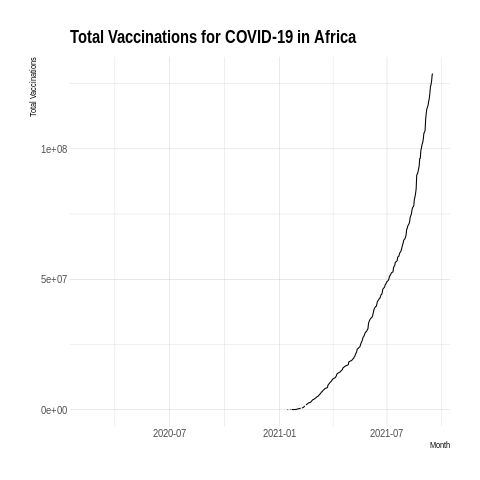 Total Vaccinations for COVID-19 in Africa
Total Vaccinations
1e+08
5e+07
0e+00
2020-07 2021-01 2021-07
Month